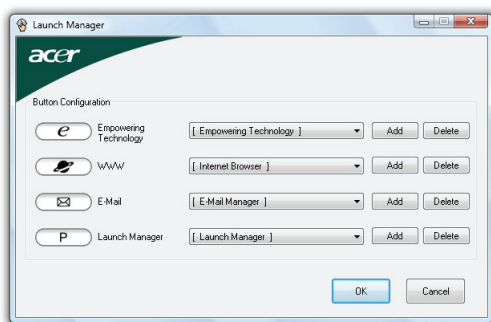 Launch Manager
acer
Button Configuration
e Empowering Technology [ Empowering Technology ] Add Delete
WWW [ Internet Browser ] Add Delete
E-Mail [ E-Mail Manager ] Add Delete
P Launch Manager [ Launch Manager ] Add Delete
OK Cancel